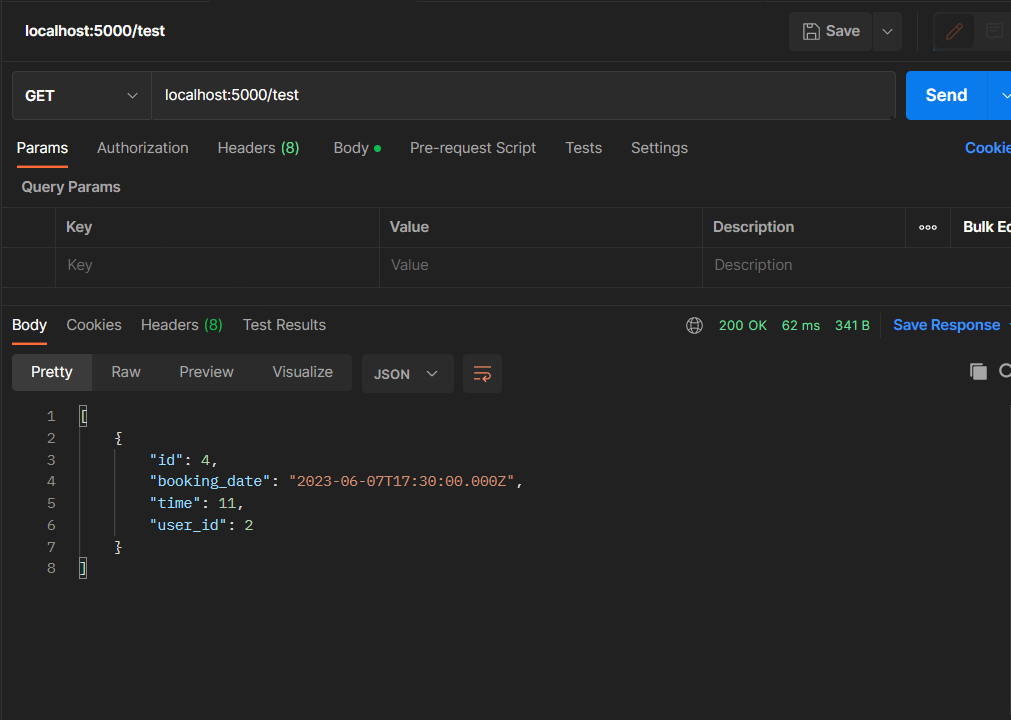 localhost:5000/test
Save
GET
localhost:5000/test
Send
Params Authorization Headers (8) Body Pre-request Script Tests Settings Cookie
Query Params
Key Value Description ooo Bulk Ed
Key Value Description
Body Cookies Headers (8) Test Results 200 OK 62 ms 341 B Save Response
Pretty Raw Preview Visualize JSON
1 [
2 {
3 "id": 4,
4 "booking_date": "2023-06-07T17:30:00.000Z",
5 "time": 11,
6 "user_id": 2
7 }
8 ]